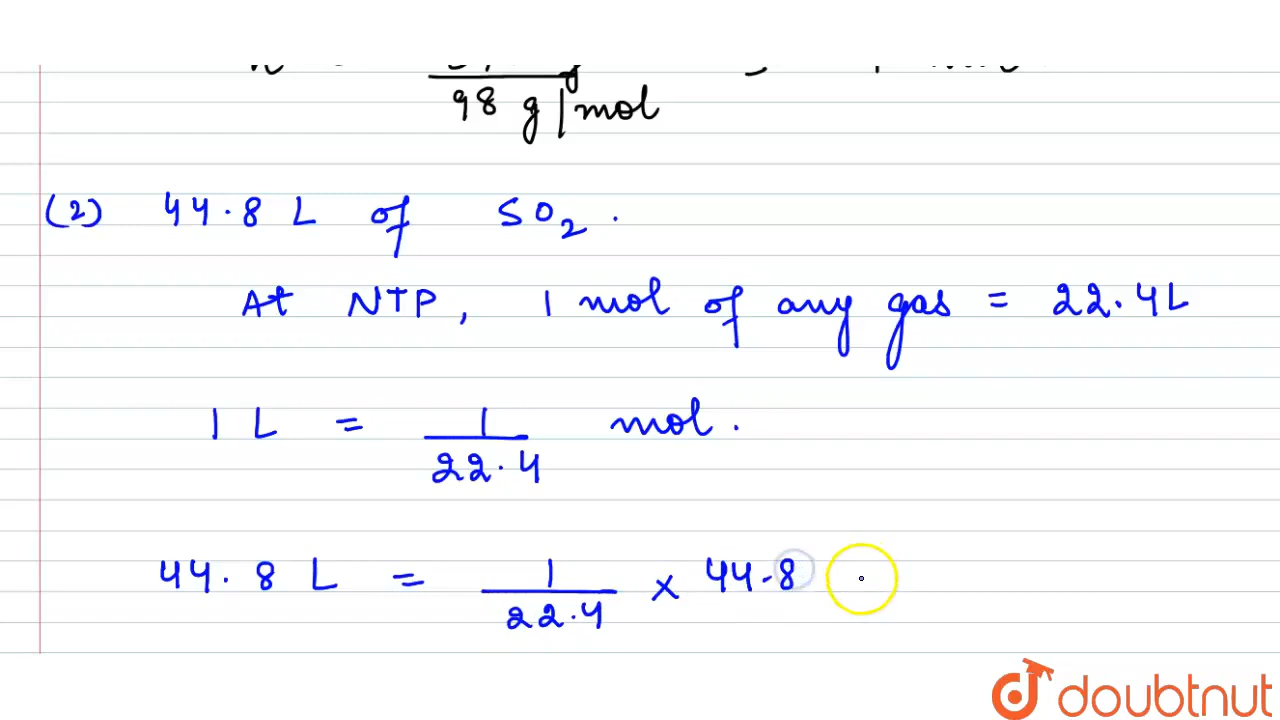 98 g/mol
(2) 44.8 L of SO₂.
At NTP, 1 mol of any gas = 22.4L
1 L = 1/22.4 mol.
44.8 L = 1/22.4 × 44.8
doubtnut